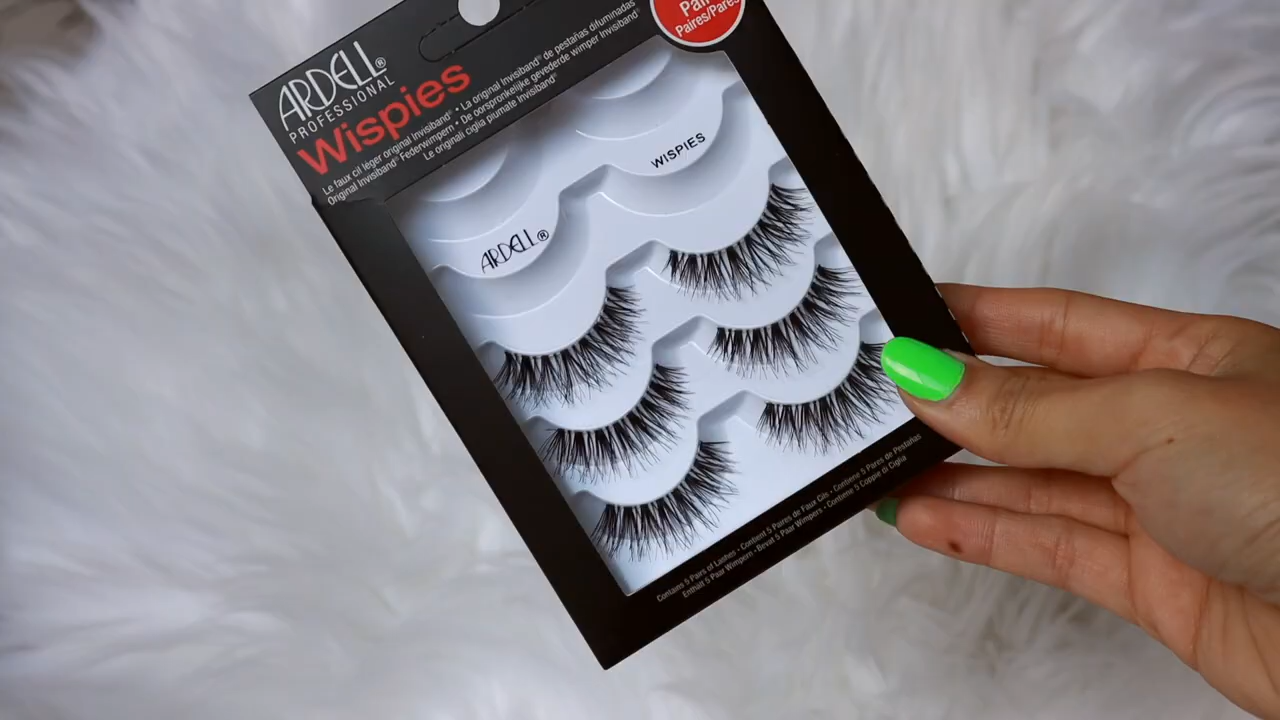 ARDELL®
PROFESSIONAL
Wispies
Le faux cil léger original Invisiband® • La original Invisiband® de pestañas difuminadas
Original Invisiband® Federwimpern • De oorspronkelijke gevederde wimper Invisiband®
Le originali ciglia piumate Invisiband®
Paires/Pares
WISPIES
ARDELL®
Contains 5 Pairs of Lashes • Contient 5 Paires de Faux Cils • Contiene 5 Pares de Pestañas
Enthält 5 Paar Wimpern • Bevat 5 Paar Wimpers • Contiene 5 Coppie di Ciglia